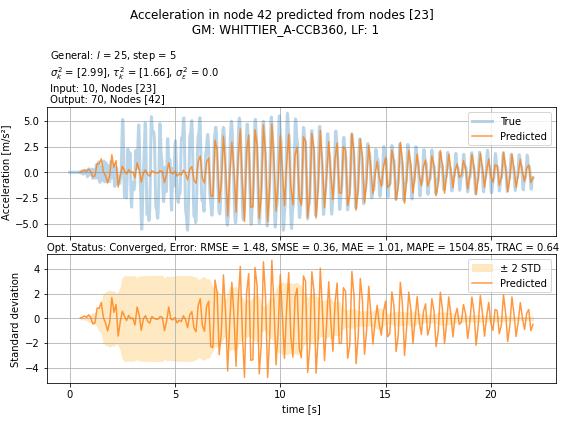 Acceleration in node 42 predicted from nodes [23]
GM: WHITTIER_A-CCB360, LF: 1
General: l = 25, step = 5
σ²ₖ = [2.99], τ²ₖ = [1.66], σ²ε = 0.0
Input: 10, Nodes [23]
Output: 70, Nodes [42]
Acceleration [m/s²]
5.0
2.5
0.0
−2.5
−5.0
True
Predicted
Opt. Status: Converged, Error: RMSE = 1.48, SMSE = 0.36, MAE = 1.01, MAPE = 1504.85, TRAC = 0.64
Standard deviation
4
2
0
−2
−4
± 2 STD
Predicted
0
5
10
15
20
time [s]